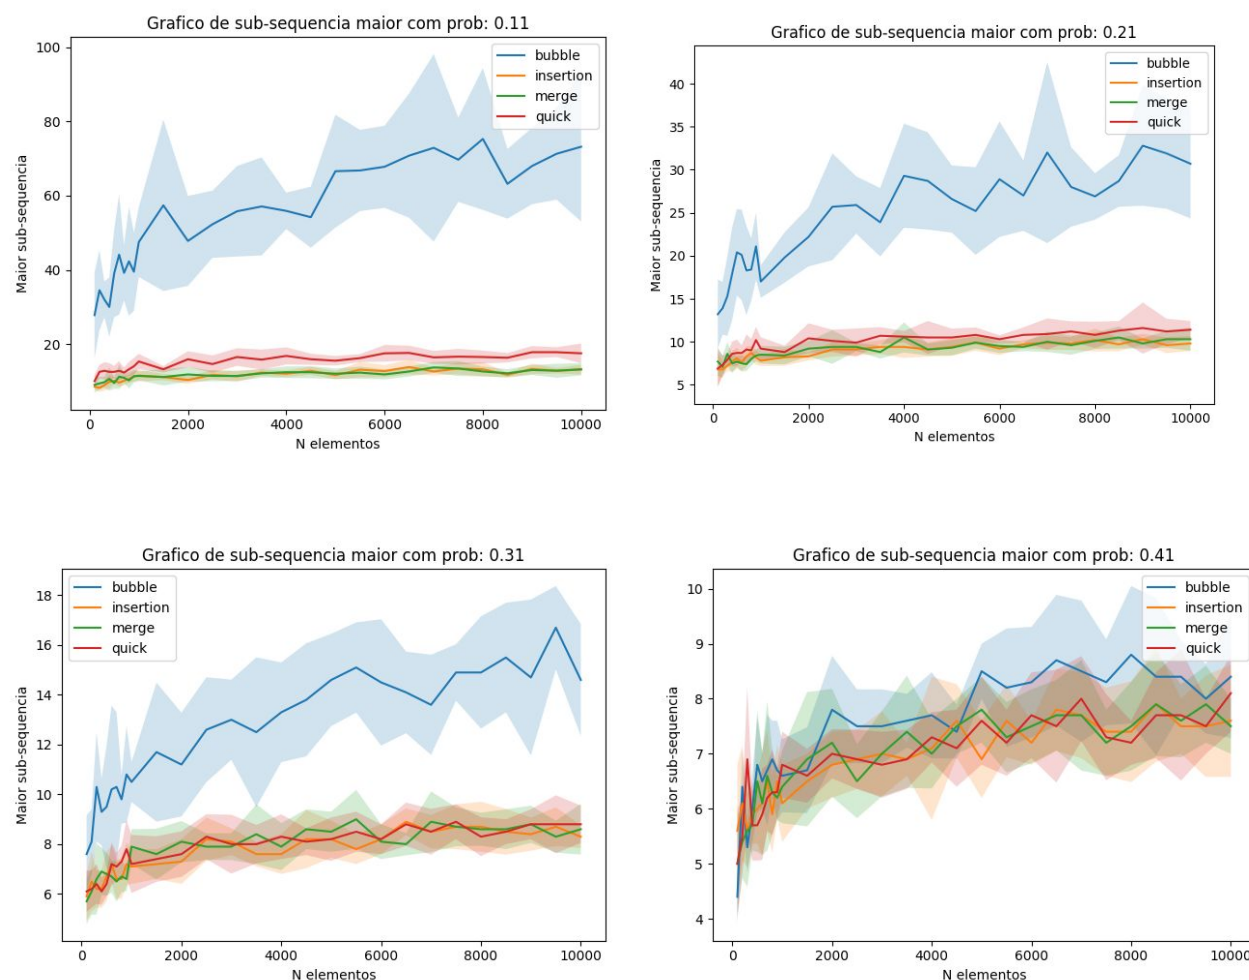 Grafico de sub-sequencia maior com prob: 0.11
bubble
insertion
merge
quick
100
80
60
40
20
Maior sub-sequencia
0 2000 4000 6000 8000 10000
N elementos
Grafico de sub-sequencia maior com prob: 0.21
bubble
insertion
merge
quick
40
35
30
25
20
15
10
5
Maior sub-sequencia
0 2000 4000 6000 8000 10000
N elementos
Grafico de sub-sequencia maior com prob: 0.31
bubble
insertion
merge
quick
18
16
14
12
10
8
6
Maior sub-sequencia
0 2000 4000 6000 8000 10000
N elementos
Grafico de sub-sequencia maior com prob: 0.41
bubble
insertion
merge
quick
10
9
8
7
6
5
4
Maior sub-sequencia
0 2000 4000 6000 8000 10000
N elementos